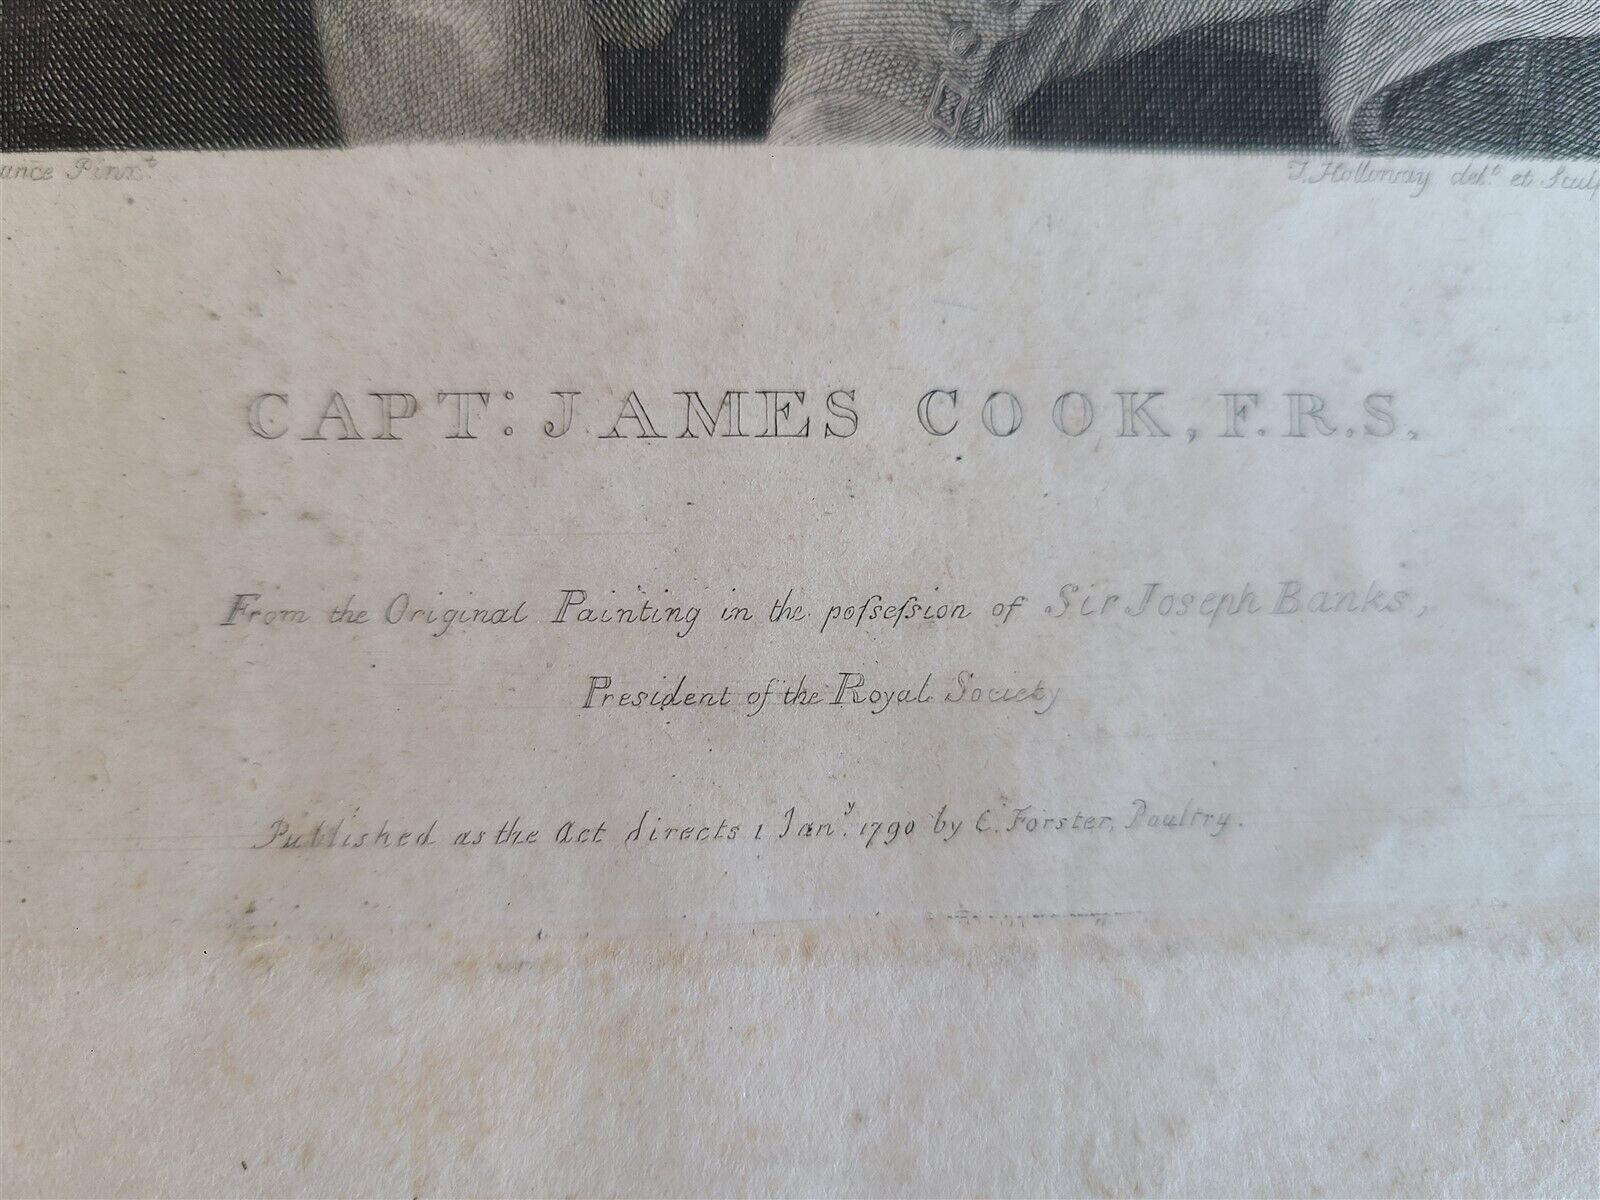 ance Pinx.t
T. Holloway del.t et Sculp
CAPT: JAMES COOK, F.R.S.
From the Original Painting in the poſseſsion of Sir Joseph Banks,
President of the Royal Society
Published as the Act directs 1 Jan.y 1790 by C. Forster, Poultry.